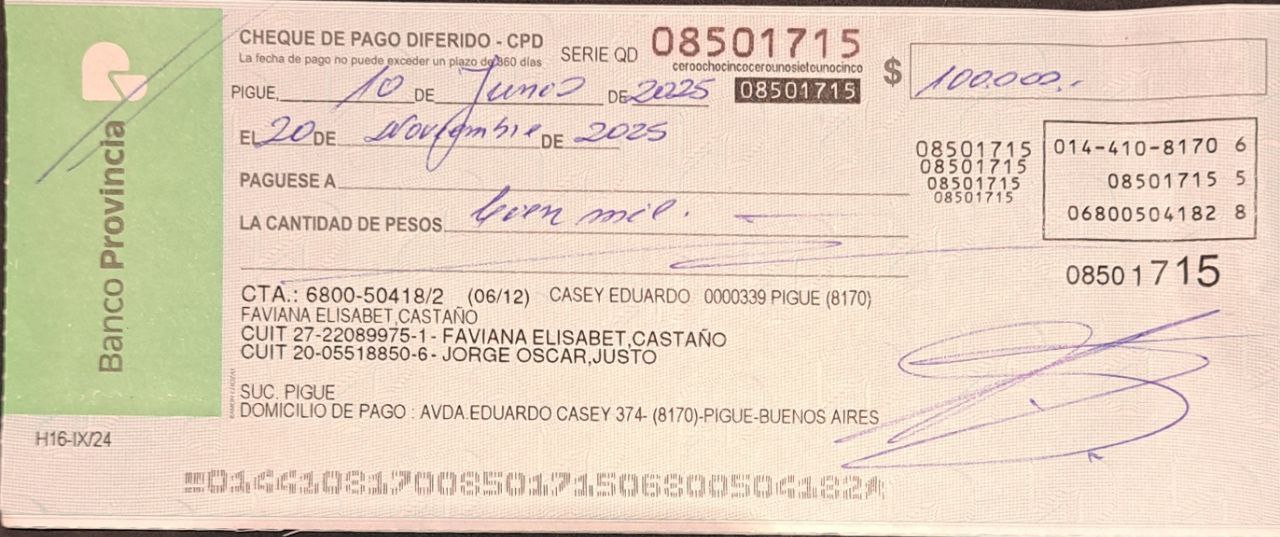 Banco Provincia
CHEQUE DE PAGO DIFERIDO - CPD
La fecha de pago no puede exceder un plazo de 360 días
SERIE QD 08501715
ceroochocincocerounosieteunocinco
08501715
$ 100.000.-
PIGUE, 10 DE Junio DE 2025
EL 20 DE Noviembre DE 2025
PAGUESE A
LA CANTIDAD DE PESOS cien mil.
08501715
08501715
08501715
08501715
014-410-8170 6
08501715 5
06800504182 8
08501715
CTA.: 6800-50418/2 (06/12) CASEY EDUARDO 0000339 PIGUE (8170)
FAVIANA ELISABET,CASTAÑO
CUIT 27-22089975-1 - FAVIANA ELISABET,CASTAÑO
CUIT 20-05518850-6 - JORGE OSCAR,JUSTO
SUC. PIGUE
DOMICILIO DE PAGO : AVDA.EDUARDO CASEY 374- (8170)-PIGUE-BUENOS AIRES
H16-IX/24
01441081700850171506800504182